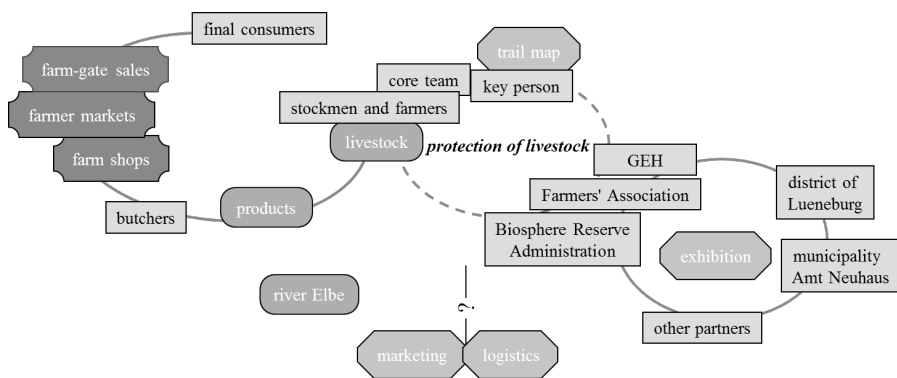 final consumers
farm-gate sales
farmer markets
farm shops
butchers
products
livestock
stockmen and farmers
core team
key person
trail map
protection of livestock
GEH
Farmers' Association
Biosphere Reserve
Administration
district of
Lueneburg
municipality
Amt Neuhaus
exhibition
other partners
river Elbe
?
marketing
logistics